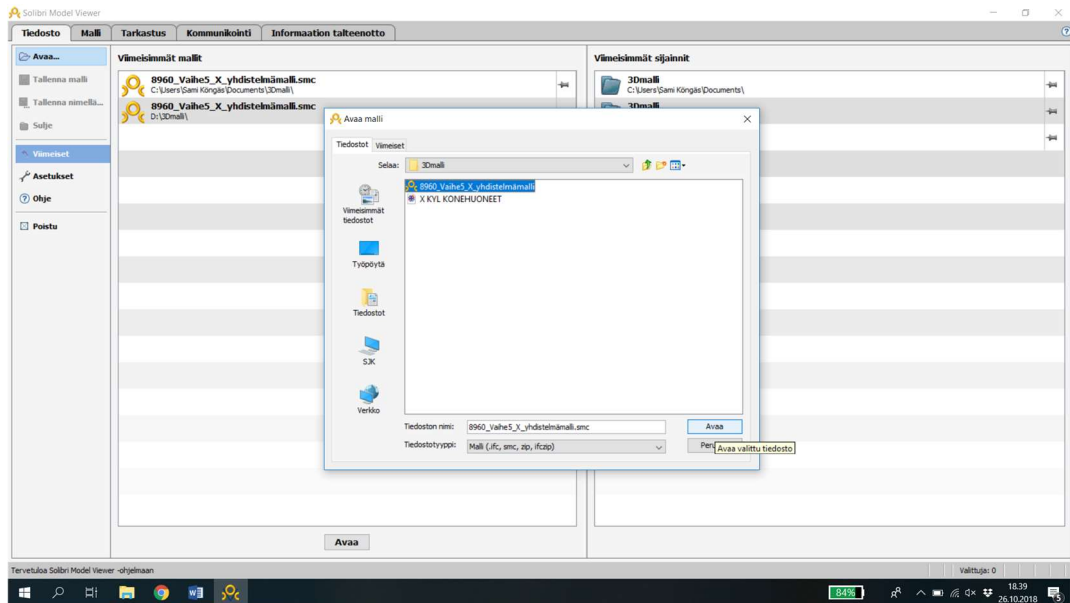 Solibri Model Viewer
Tiedosto Malli Tarkastus Kommunikointi Informaation talteenotto
Avaa...
Tallenna malli
Tallenna nimellä...
Sulje
Viimeiset
Asetukset
Ohje
Poistu
Viimeisimmät mallit
8960_Vaihe5_X_yhdistelmämalli.smc
C:\Users\Sami Köngäs\Documents\3Dmalli\
8960_Vaihe5_X_yhdistelmämalli.smc
D:\3Dmalli\
Viimeisimmät sijainnit
3Dmalli
C:\Users\Sami Köngäs\Documents\
3Dmalli
Avaa malli
Tiedostot Viimeiset
Selaa: 3Dmalli
Viimeisimmät
tiedostot
Työpöytä
Tiedostot
SJK
Verkko
8960_Vaihe5_X_yhdistelmämalli
X KYL KONEHUONEET
Tiedoston nimi: 8960_Vaihe5_X_yhdistelmämalli.smc Avaa
Tiedostotyyppi: Malli (.ifc, smc, zip, ifczip)
Avaa valittu tiedosto
Avaa
Tervetuloa Solibri Model Viewer -ohjelmaan Valittuja: 0
84% 18.39
26.10.2018
5